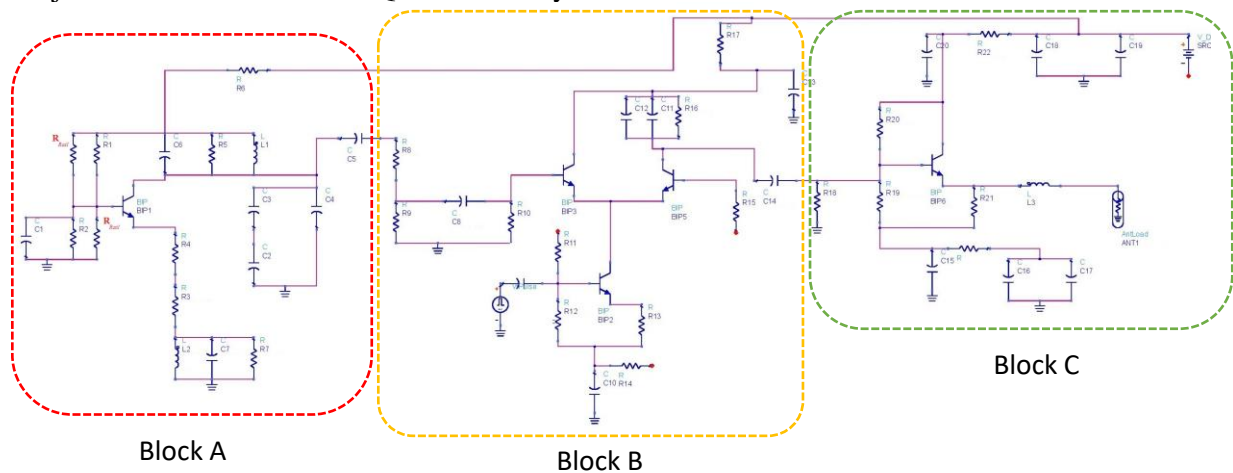 R
R17
C
C20
R
R22
C
C18
C
C19
V_D
SRC
R
R6
C
C12
C
C11
R
R16
R
R1
C
C6
R
R5
L
L1
C
C5
R
R8
R
R20
BIP
BIP1
C
C3
C
C4
C
C1
R
R2
R
R4
C
C2
R
R3
L
L2
C
C7
R
R7
R
R9
C
C8
R
R10
BIP
BIP3
BIP
BIP5
R
R15
C
C14
R
R18
R
R19
BIP
BIP6
R
R21
L
L3
AntLoad
ANT1
R
R11
R
R12
BIP
BIP2
R
R13
C
C10
R
R14
C
C15
R
C
C16
C
C17
Block A
Block B
Block C